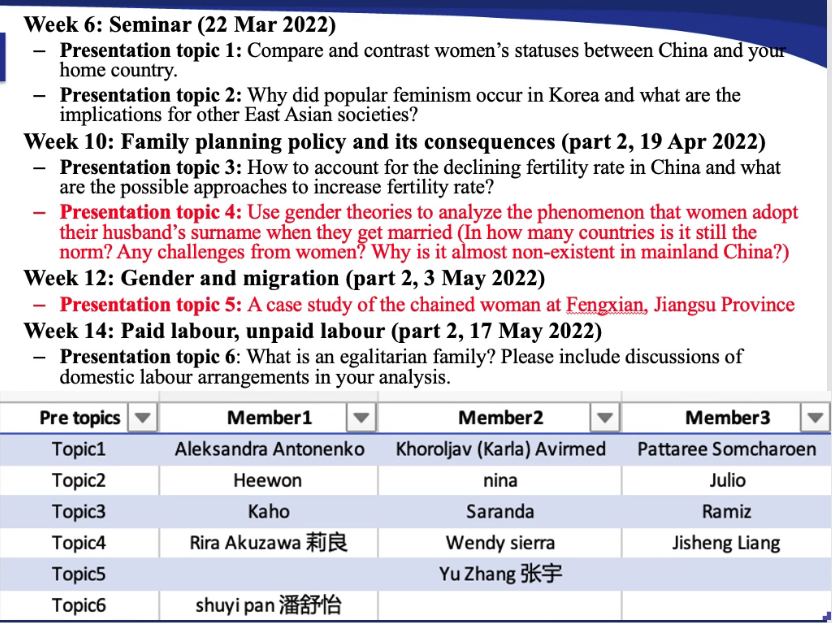 Week 6: Seminar (22 Mar 2022)
– Presentation topic 1: Compare and contrast women's statuses between China and your
home country.
– Presentation topic 2: Why did popular feminism occur in Korea and what are the
implications for other East Asian societies?
Week 10: Family planning policy and its consequences (part 2, 19 Apr 2022)
– Presentation topic 3: How to account for the declining fertility rate in China and what
are the possible approaches to increase fertility rate?
– Presentation topic 4: Use gender theories to analyze the phenomenon that women adopt
their husband's surname when they get married (In how many countries is it still the
norm? Any challenges from women? Why is it almost non-existent in mainland China?)
Week 12: Gender and migration (part 2, 3 May 2022)
– Presentation topic 5: A case study of the chained woman at Fengxian, Jiangsu Province
Week 14: Paid labour, unpaid labour (part 2, 17 May 2022)
– Presentation topic 6: What is an egalitarian family? Please include discussions of
domestic labour arrangements in your analysis.
Pre topics Member1 Member2 Member3
Topic1 Aleksandra Antonenko Khoroljav (Karla) Avirmed Pattaree Somcharoen
Topic2 Heewon nina Julio
Topic3 Kaho Saranda Ramiz
Topic4 Rira Akuzawa 莉良 Wendy sierra Jisheng Liang
Topic5 Yu Zhang 张宇
Topic6 shuyi pan 潘舒怡